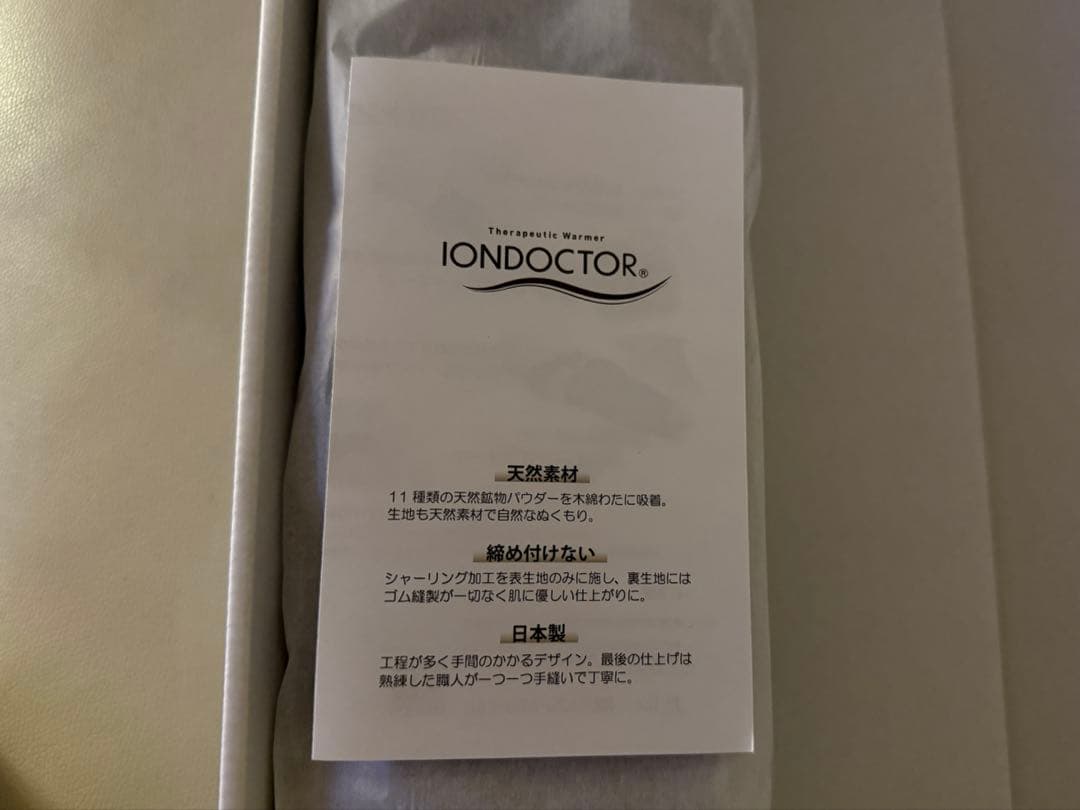 Therapeutic Warmer
IONDOCTOR®
天然素材
11種類の天然鉱物パウダーを木綿わたに吸着。
生地も天然素材で自然なぬくもり。
締め付けない
シャーリング加工を表生地のみに施し、裏生地には
ゴム縫製が一切なく肌に優しい仕上がりに。
日本製
工程が多く手間のかかるデザイン。最後の仕上げは
熟練した職人が一つ一つ手縫いで丁寧に。